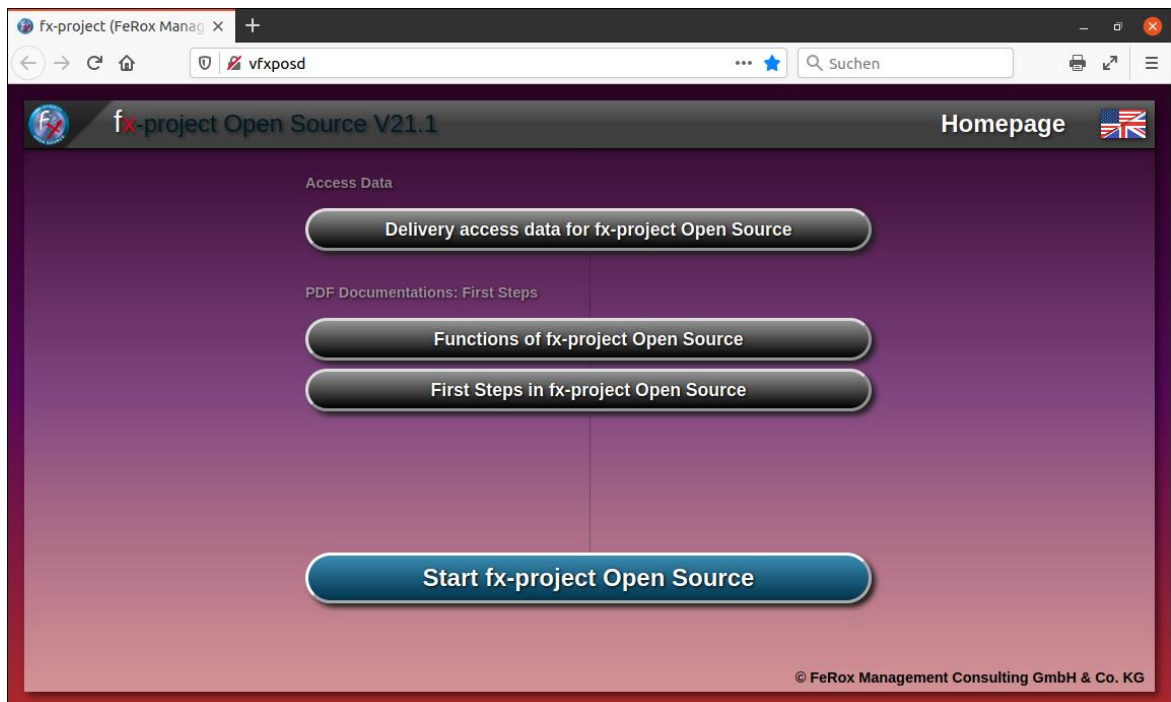 fx-project (FeRox Manag
vfxposd
Suchen
fx
fx-project Open Source V21.1
Homepage
Access Data
Delivery access data for fx-project Open Source
PDF Documentations: First Steps
Functions of fx-project Open Source
First Steps in fx-project Open Source
Start fx-project Open Source
© FeRox Management Consulting GmbH & Co. KG